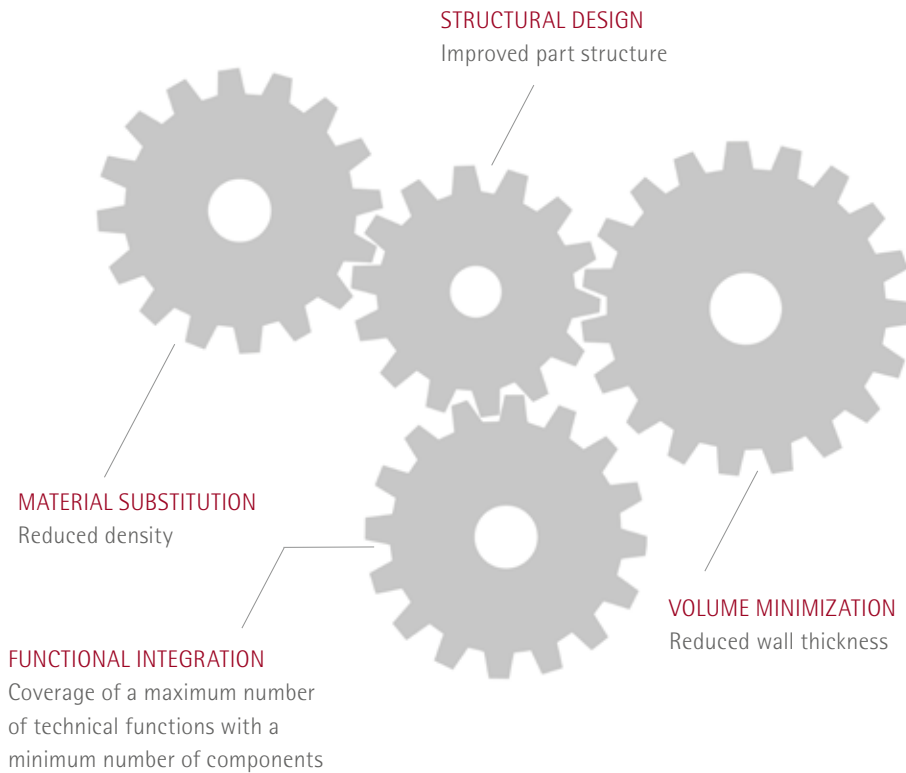 STRUCTURAL DESIGN
Improved part structure
MATERIAL SUBSTITUTION
Reduced density
VOLUME MINIMIZATION
Reduced wall thickness
FUNCTIONAL INTEGRATION
Coverage of a maximum number
of technical functions with a
minimum number of components